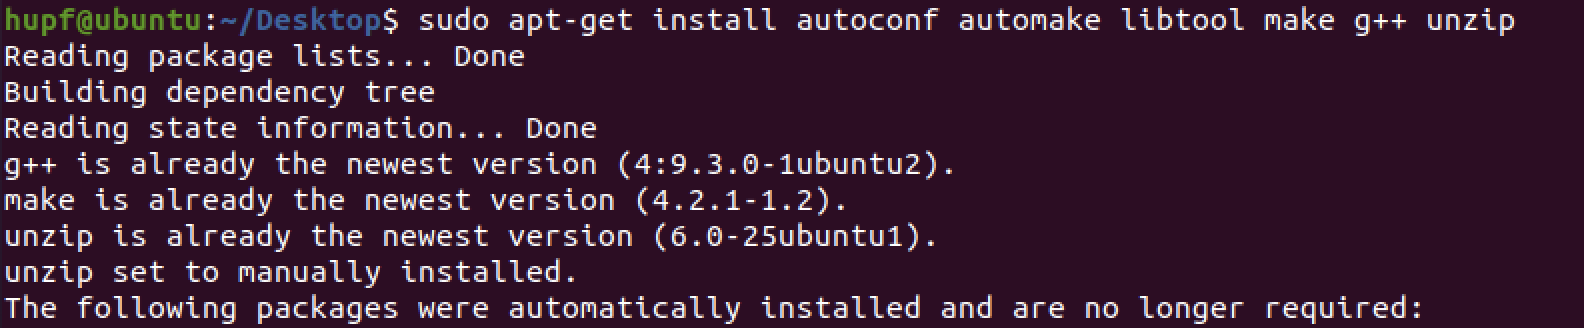 hupf@ubuntu:~/Desktop$ sudo apt-get install autoconf automake libtool make g++ unzip
Reading package lists... Done
Building dependency tree
Reading state information... Done
g++ is already the newest version (4:9.3.0-1ubuntu2).
make is already the newest version (4.2.1-1.2).
unzip is already the newest version (6.0-25ubuntu1).
unzip set to manually installed.
The following packages were automatically installed and are no longer required: